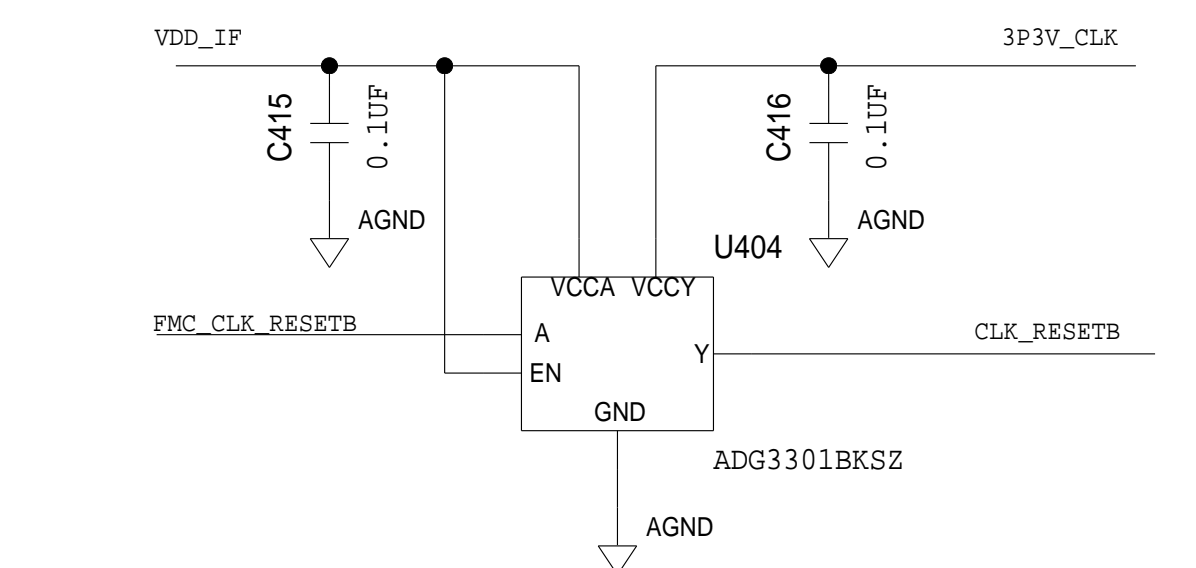 VDD_IF
3P3V_CLK
C415
0.1UF
C416
0.1UF
AGND
AGND
U404
VCCA VCCY
FMC_CLK_RESETB
A
CLK_RESETB
Y
EN
GND
ADG3301BKSZ
AGND